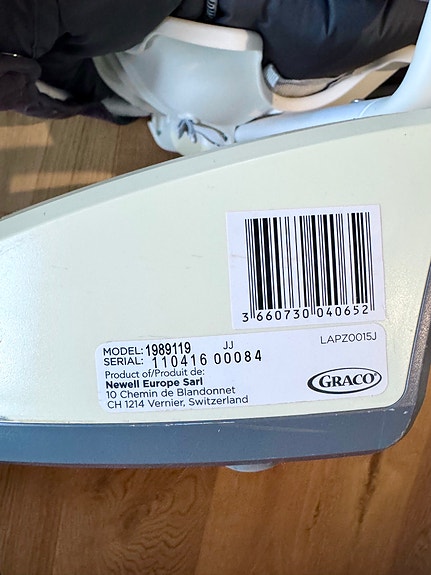 3 660730 040652
MODEL: 1989119 JJ LAPZ0015J
SERIAL: 110416 00084
Product of/Produit de:
Newell Europe Sarl
10 Chemin de Blandonnet
CH 1214 Vernier, Switzerland
GRACO®